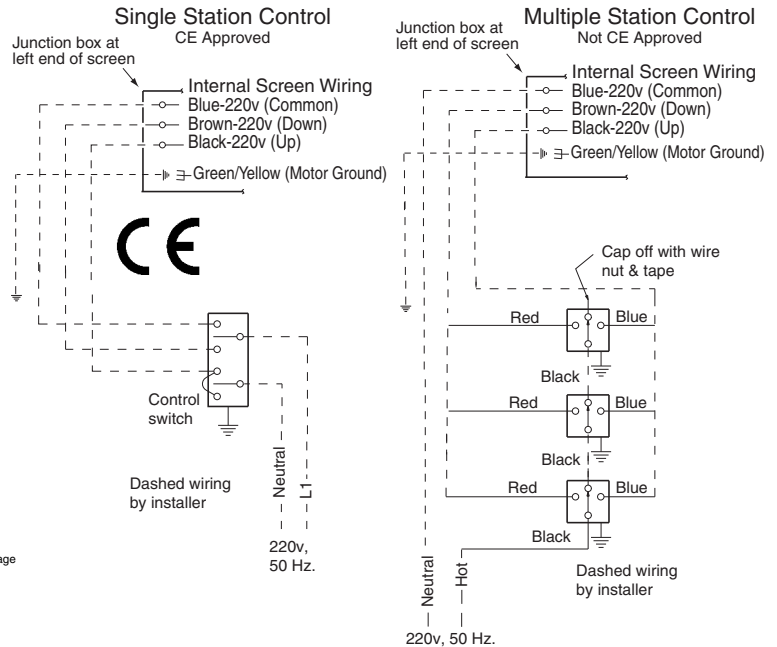 Single Station Control
CE Approved
Junction box at
left end of screen
Internal Screen Wiring
Blue-220v (Common)
Brown-220v (Down)
Black-220v (Up)
Green/Yellow (Motor Ground)
CE
Control
switch
Dashed wiring
by installer
Neutral
L1
220v,
50 Hz.
age
Multiple Station Control
Not CE Approved
Junction box at
left end of screen
Internal Screen Wiring
Blue-220v (Common)
Brown-220v (Down)
Black-220v (Up)
Green/Yellow (Motor Ground)
Cap off with wire
nut & tape
Red
Blue
Black
Red
Blue
Black
Red
Blue
Black
Neutral
Hot
Dashed wiring
by installer
220v, 50 Hz.